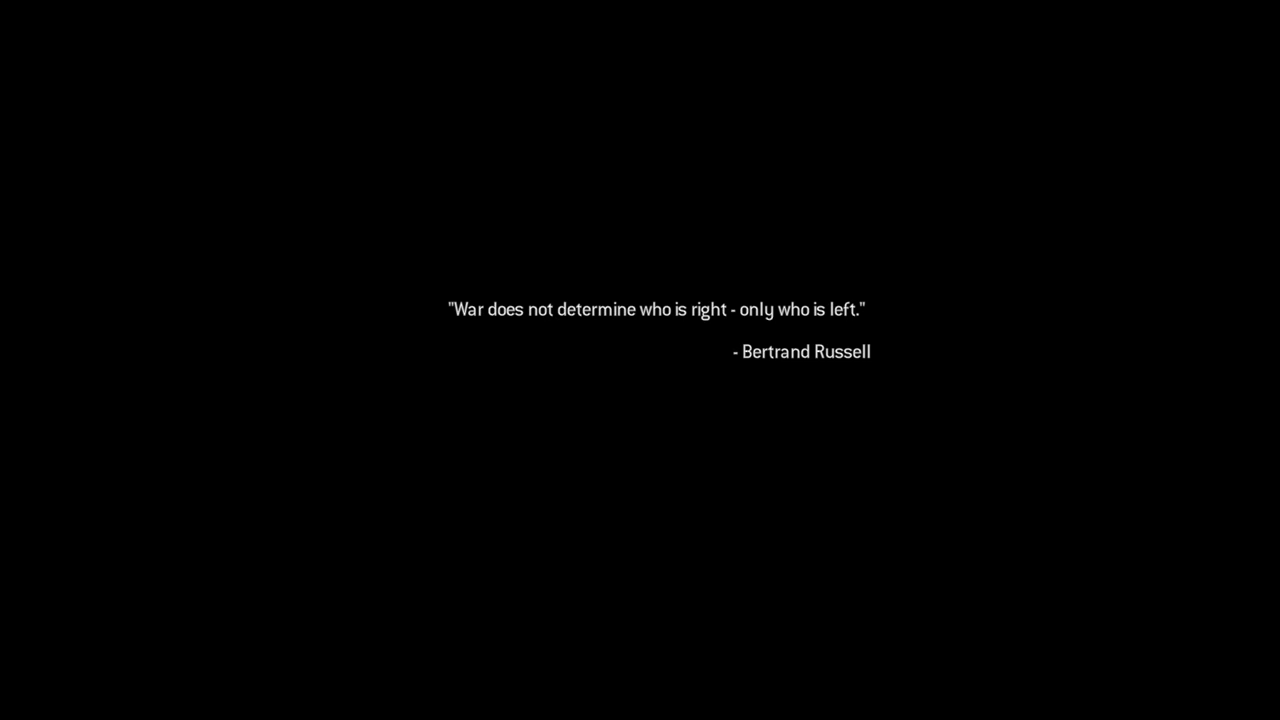 "War does not determine who is right - only who is left."
- Bertrand Russell